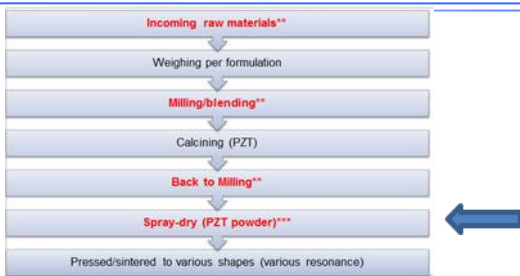 Incoming raw materials**
Weighing per formulation
Milling/blending**
Calcining (PZT)
Back to Milling**
Spray-dry (PZT powder)***
Pressed/sintered to various shapes (various resonance)